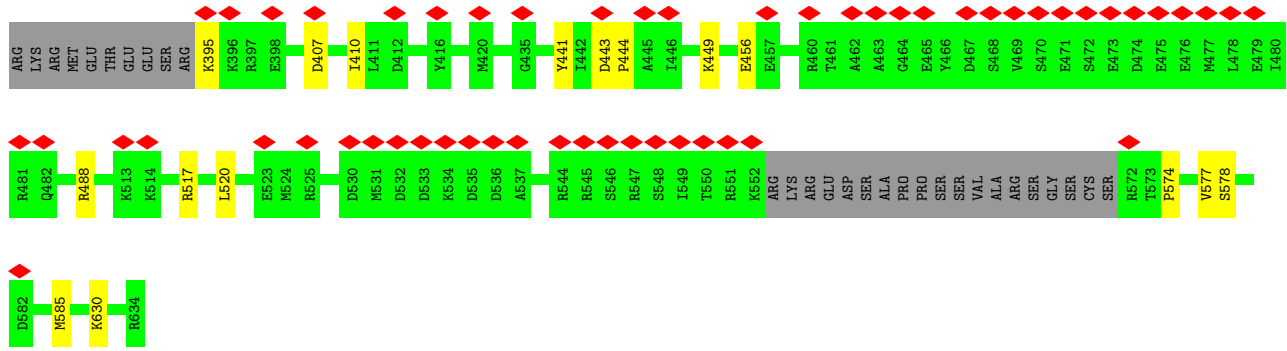 ARG LYS ARG MET GLU THR GLU GLU SER ARG K395 K396 R397 E398 D407 I410 L411 D412 Y416 M420 G435 Y441 I442 D443 P444 A445 I446 K449 E456 E457 R460 T461 A462 A463 G464 E465 Y466 D467 S468 V469 S470 E471 S472 E473 D474 E475 E476 M477 L478 E479 I480
R481 Q482 R488 K513 K514 R517 L520 E523 M524 R525 D530 M531 D532 D533 K534 D535 D536 A537 R544 R545 S546 R547 S548 I549 T550 R551 K552 ARG LYS ARG GLU ASP SER ALA PRO PRO SER SER VAL ALA ARG SER GLY SER CYS SER R572 T573 P574 V577 S578
D582 M585 K630 R634